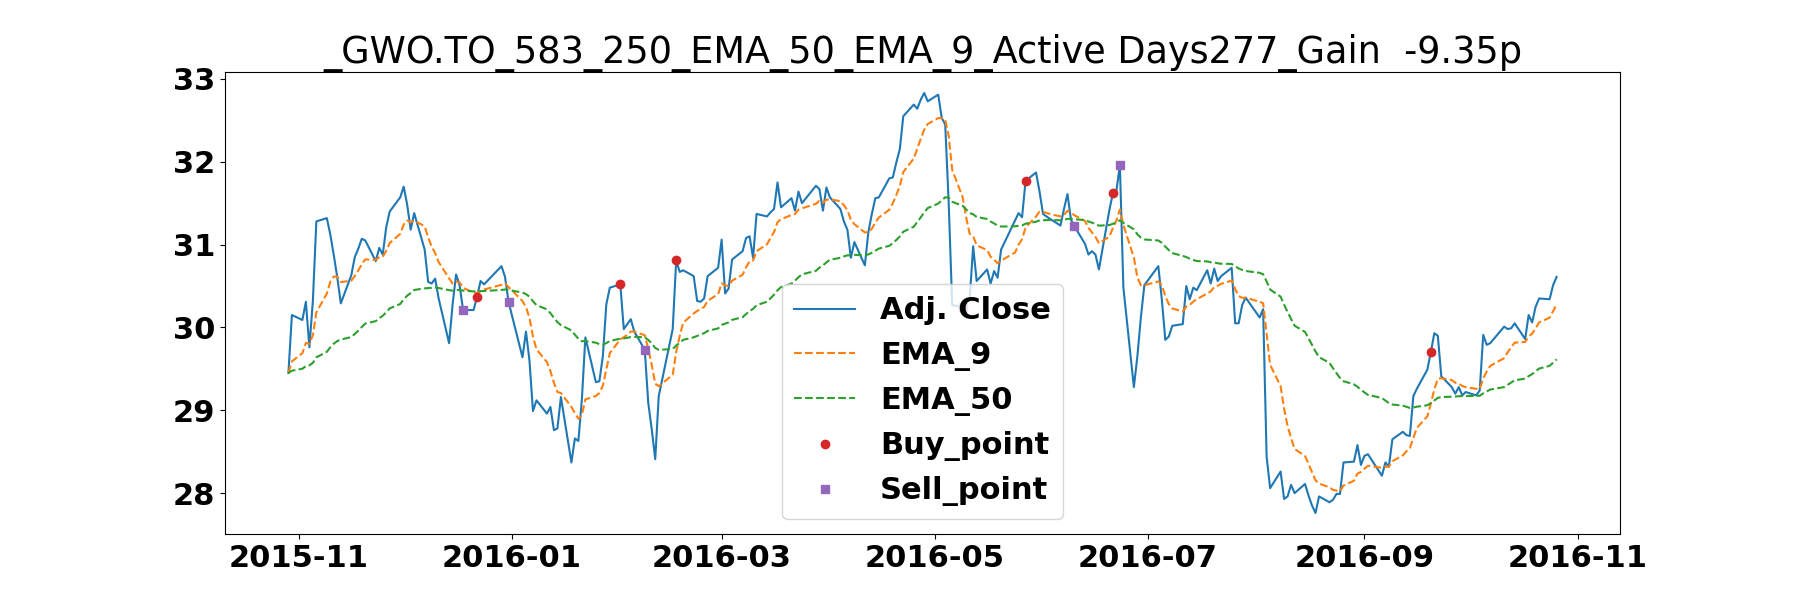 _GWO.TO_583_250_EMA_50_EMA_9_Active Days277_Gain  -9.35p
33
32
31
30
29
28
Adj. Close
EMA_9
EMA_50
Buy_point
Sell_point
2015-11
2016-01
2016-03
2016-05
2016-07
2016-09
2016-11